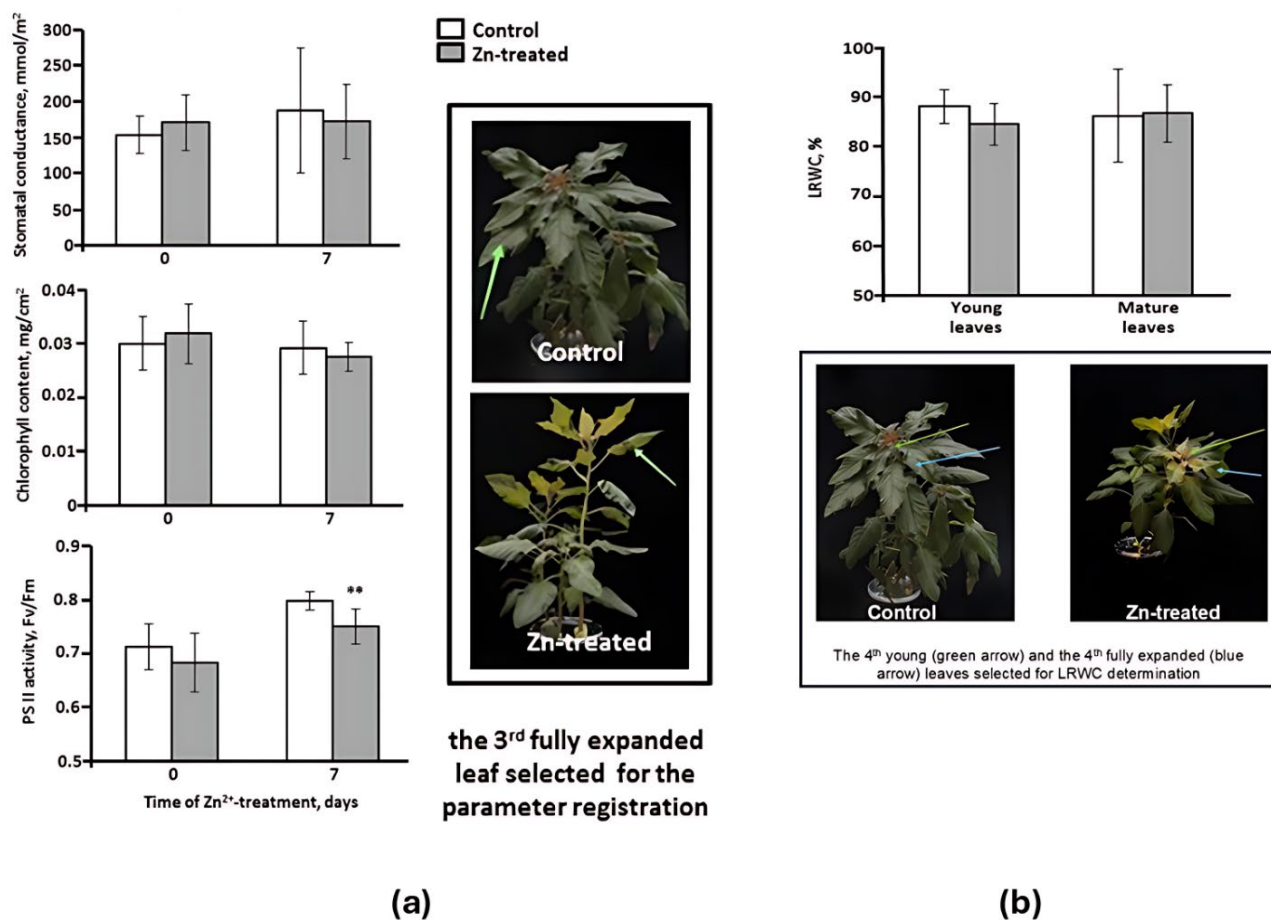 Control
Zn-treated
Stomatal conductance, mmol/m²
300
250
200
150
100
50
0
0
7
Chlorophyll content, mg/cm²
0.04
0.03
0.02
0.01
0
0
7
PS II activity, Fv/Fm
0.9
0.8
0.7
0.6
0.5
**
0
7
Time of Zn²⁺-treatment, days
Control
Zn-treated
the 3ʳᵈ fully expanded
leaf selected for the
parameter registration
(a)
LRWC, %
100
90
80
70
60
50
Young
leaves
Mature
leaves
Control
Zn-treated
The 4ᵗʰ young (green arrow) and the 4ᵗʰ fully expanded (blue
arrow) leaves selected for LRWC determination
(b)